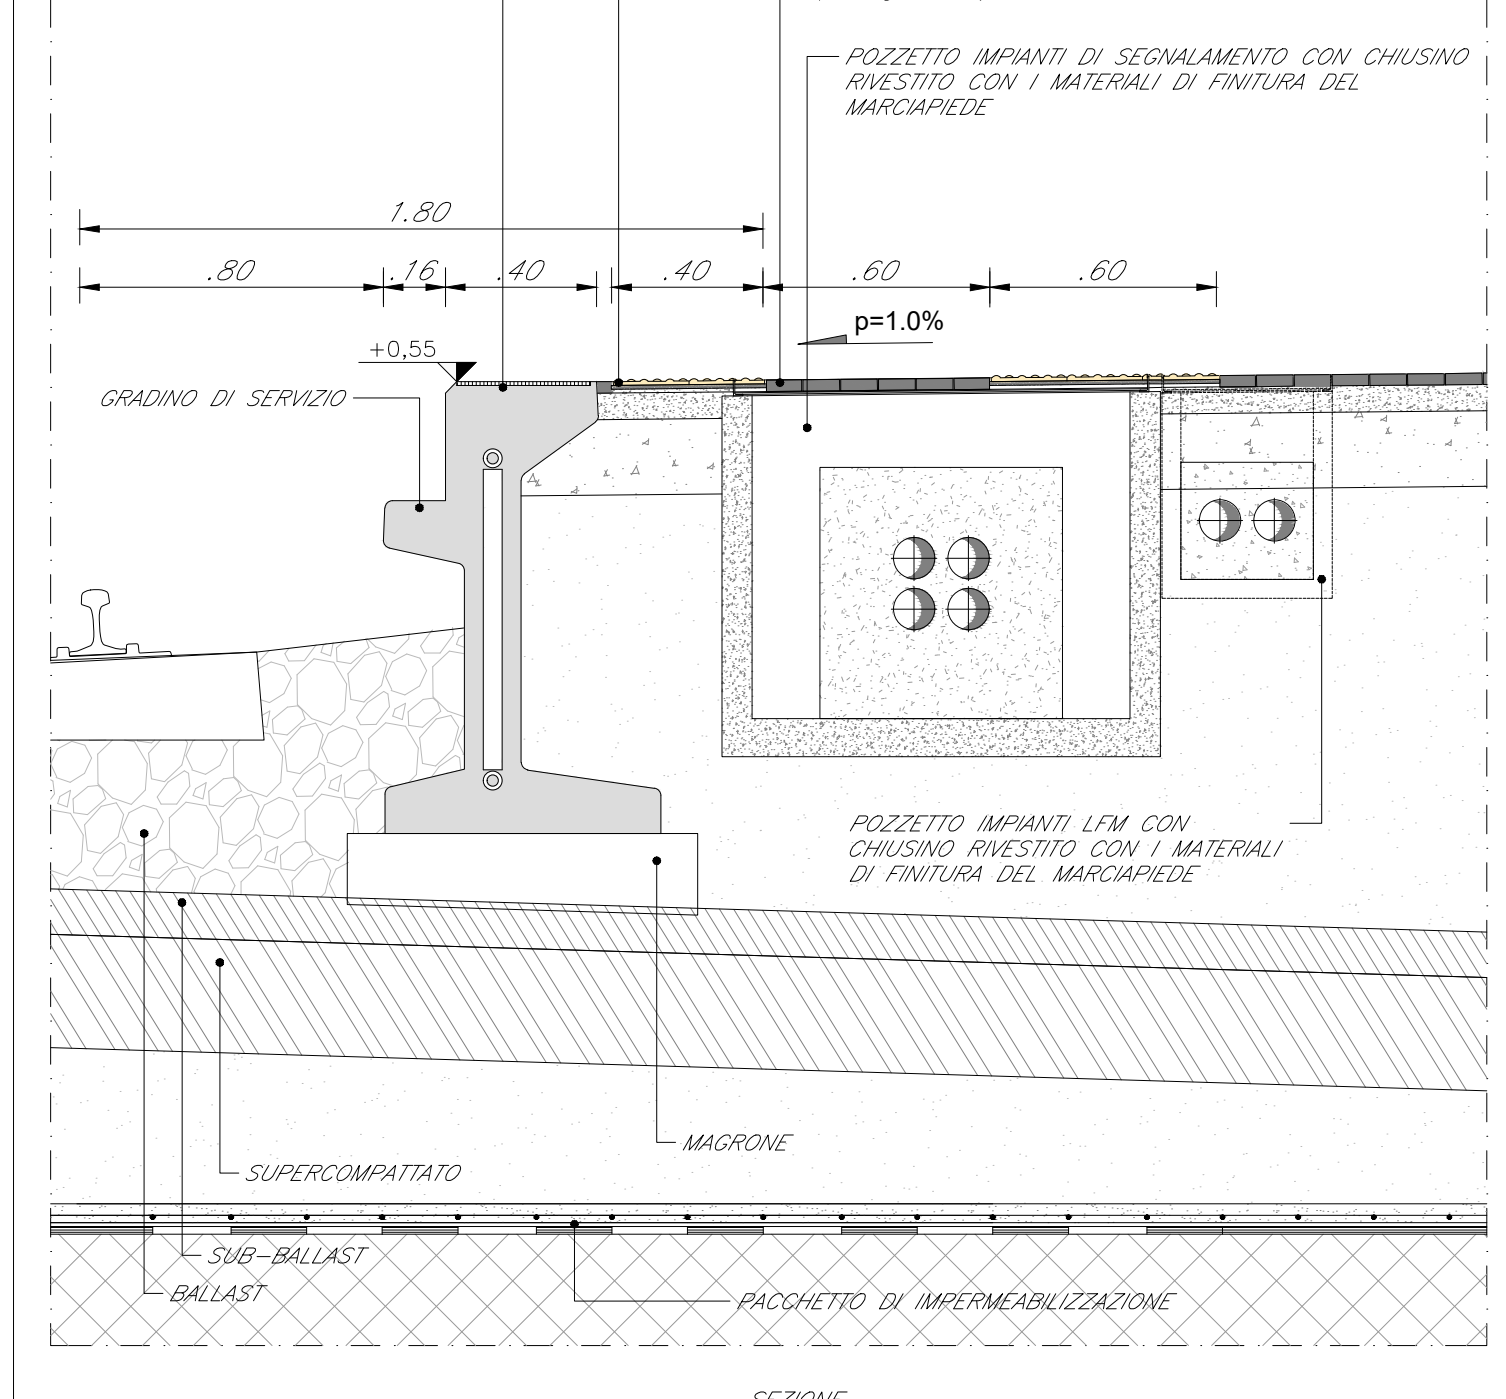 POZZETTO IMPIANTI DI SEGNALAMENTO CON CHIUSINO
RIVESTITO CON I MATERIALI DI FINITURA DEL
MARCIAPIEDE
1.80
.80 .16 .40 .40 .60 .60
p=1.0%
+0,55
GRADINO DI SERVIZIO
POZZETTO IMPIANTI LFM CON
CHIUSINO RIVESTITO CON I MATERIALI
DI FINITURA DEL MARCIAPIEDE
MAGRONE
SUPERCOMPATTATO
SUB-BALLAST
BALLAST
PACCHETTO DI IMPERMEABILIZZAZIONE
SEZIONE